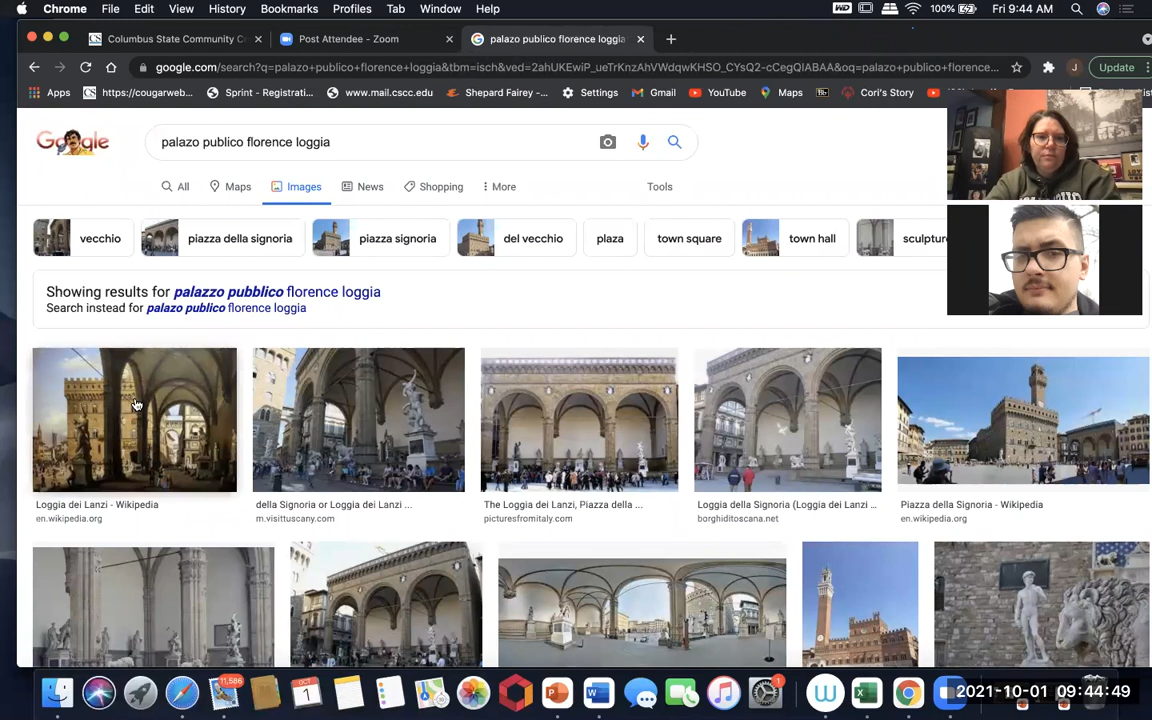 Chrome File Edit View History Bookmarks Profiles Tab Window Help 100% Fri 9:44 AM
Columbus State Community C Post Attendee - Zoom palazo publico florence loggia
google.com/search?q=palazo+publico+florence+loggia&tbm=isch&ved=2ahUKEwiP_ueTrKnzAhVWdqwKHSO_CYsQ2-cCegQIABAA&oq=palazo+publico+florence... J Update
Apps https://cougarweb... Sprint - Registrati... www.mail.cscc.edu Shepard Fairey -... Settings Gmail YouTube Maps Cori's Story
Google
palazo publico florence loggia
All Maps Images News Shopping More Tools
vecchio piazza della signoria piazza signoria del vecchio plaza town square town hall sculpture
Showing results for palazzo pubblico florence loggia
Search instead for palazo publico florence loggia
Loggia dei Lanzi - Wikipedia
en.wikipedia.org
della Signoria or Loggia dei Lanzi ...
m.visittuscany.com
The Loggia dei Lanzi, Piazza della ...
picturesfromitaly.com
Loggia della Signoria (Loggia dei Lanzi ...
borghiditoscana.net
Piazza della Signoria - Wikipedia
en.wikipedia.org
11,586
OCT
1
1
2021-10-01 09:44:49